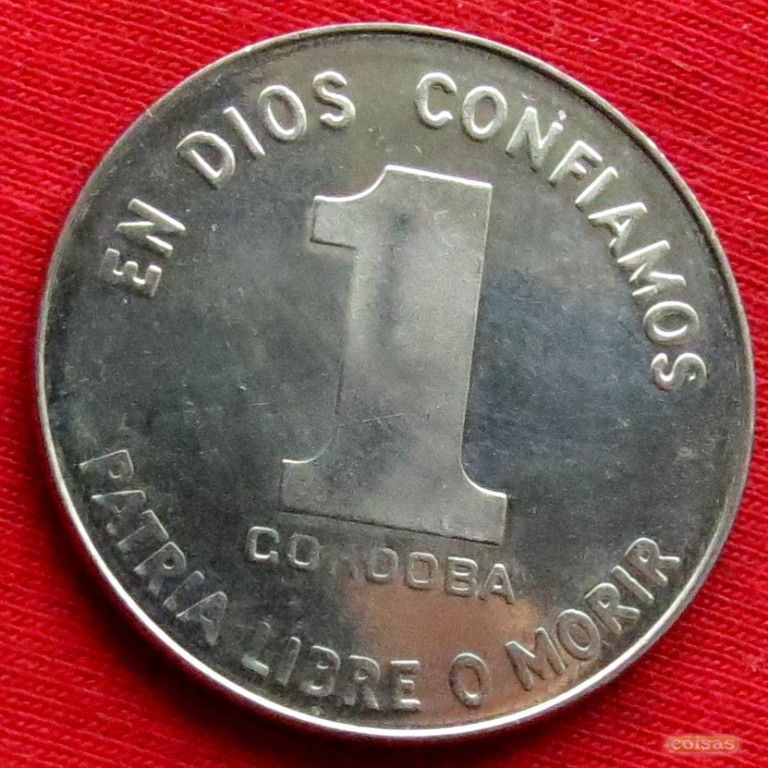 EN DIOS CONFIAMOS
1
CORDOBA
PATRIA LIBRE O MORIR
coisas